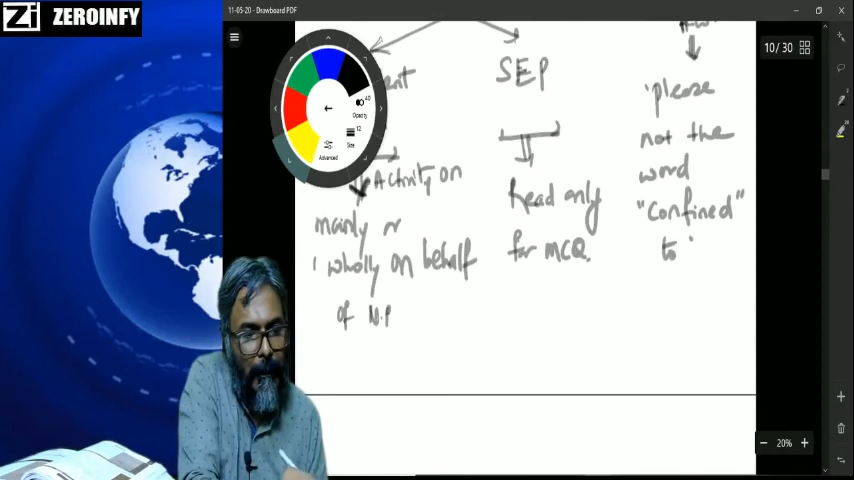 Zi ZEROINFY
11-05-20 - Drawboard PDF
10 / 30
40
Opacity
12
Size
Advanced
SEP
Read only
for MCQ.
Activity on
mainly or
wholly on behalf
of N.P
'please
not the
word
"Confined"
to'
20%